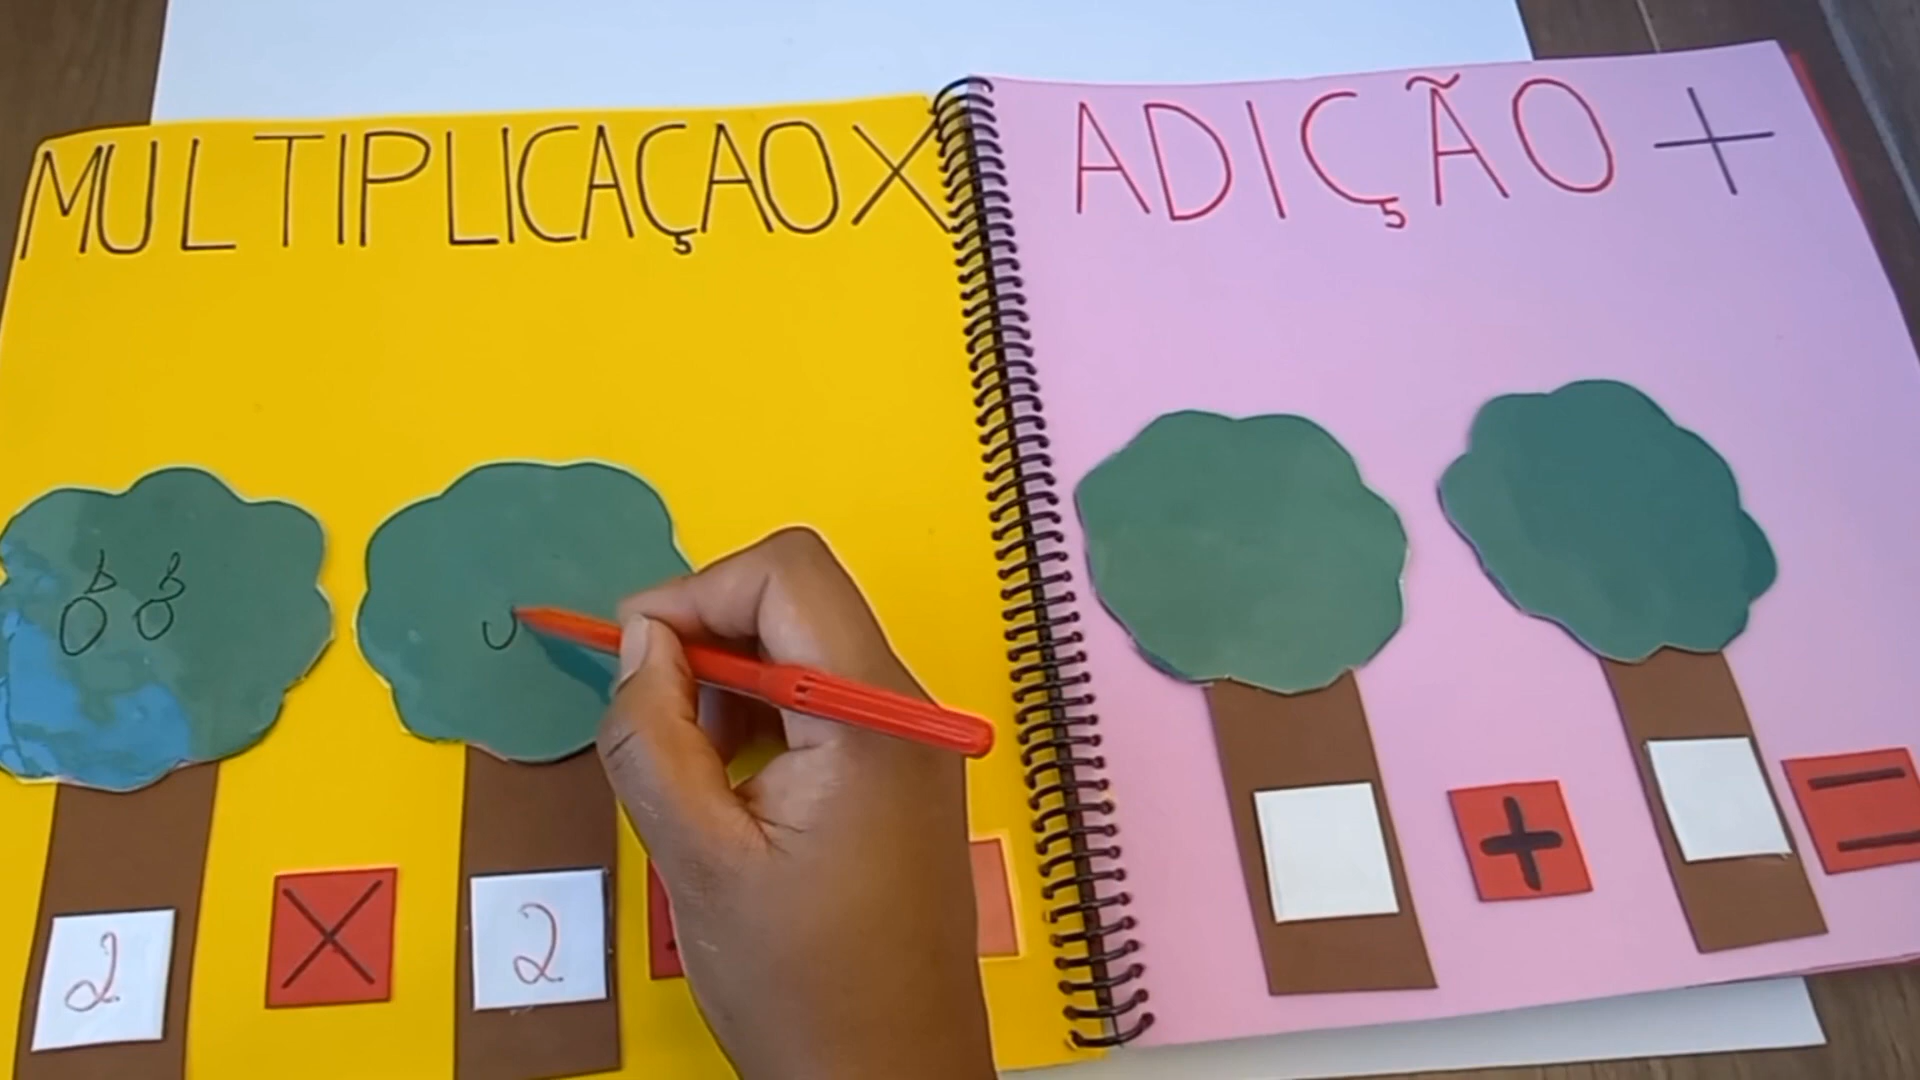 MULTIPLICAÇAO X
2 X 2
ADIÇÃO +
+ =